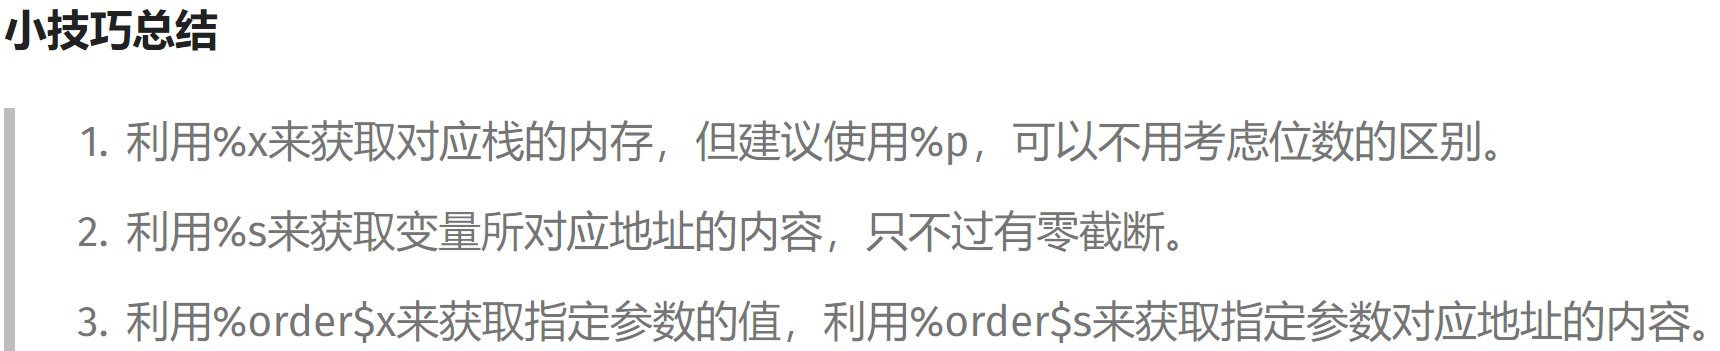 小技巧总结
1. 利用%x来获取对应栈的内存，但建议使用%p，可以不用考虑位数的区别。
2. 利用%s来获取变量所对应地址的内容，只不过有零截断。
3. 利用%order$x来获取指定参数的值，利用%order$s来获取指定参数对应地址的内容。